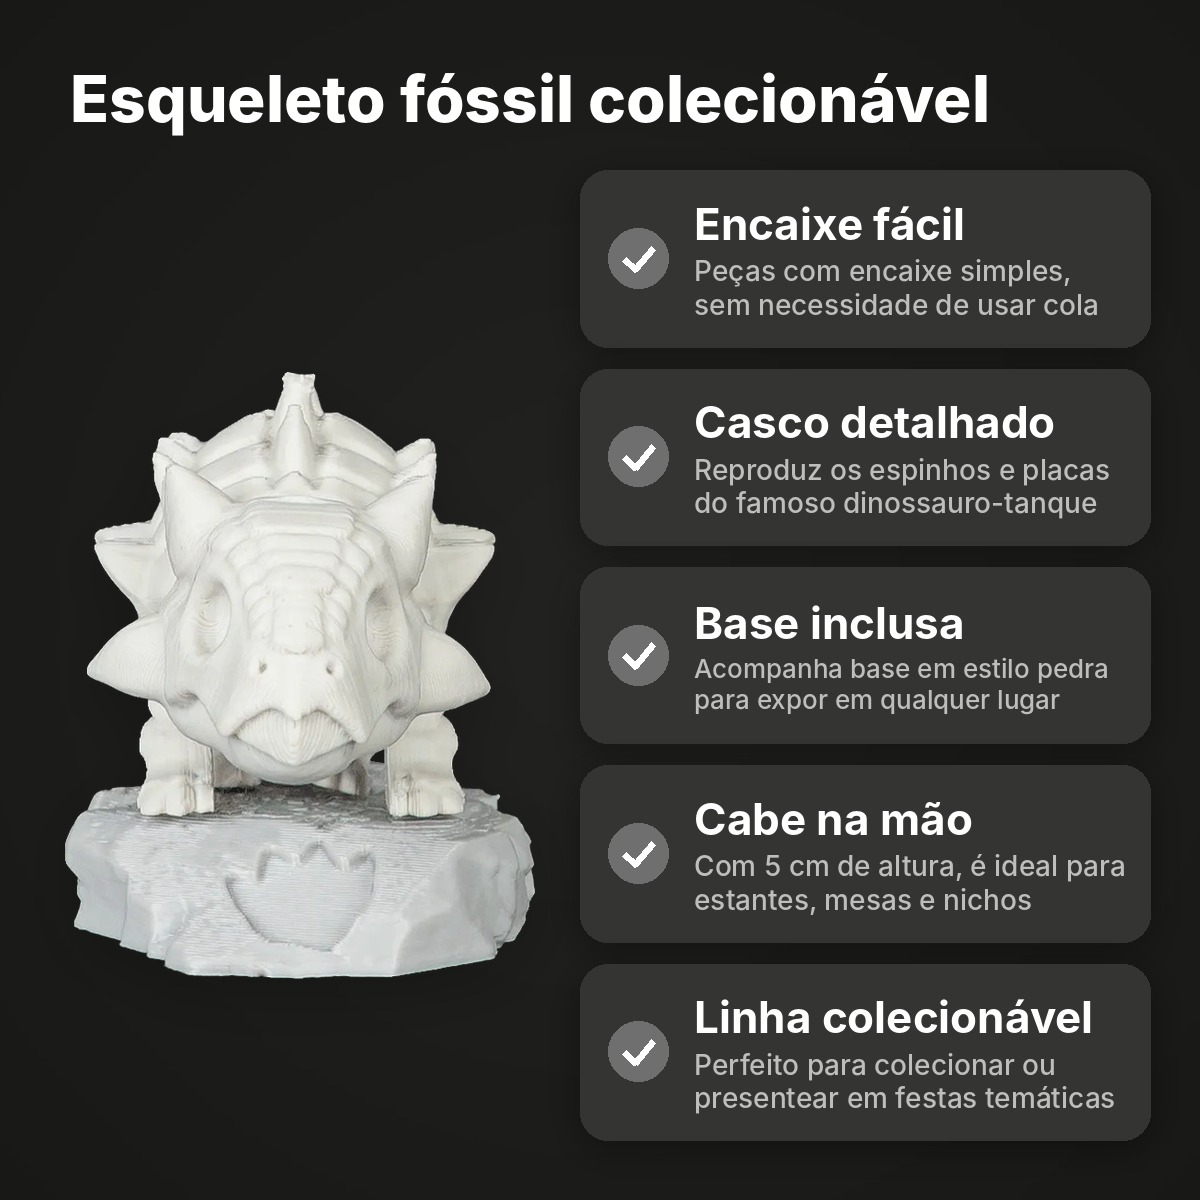 Esqueleto fóssil colecionável
Encaixe fácil
Peças com encaixe simples,
sem necessidade de usar cola
Casco detalhado
Reproduz os espinhos e placas
do famoso dinossauro-tanque
Base inclusa
Acompanha base em estilo pedra
para expor em qualquer lugar
Cabe na mão
Com 5 cm de altura, é ideal para
estantes, mesas e nichos
Linha colecionável
Perfeito para colecionar ou
presentear em festas temáticas